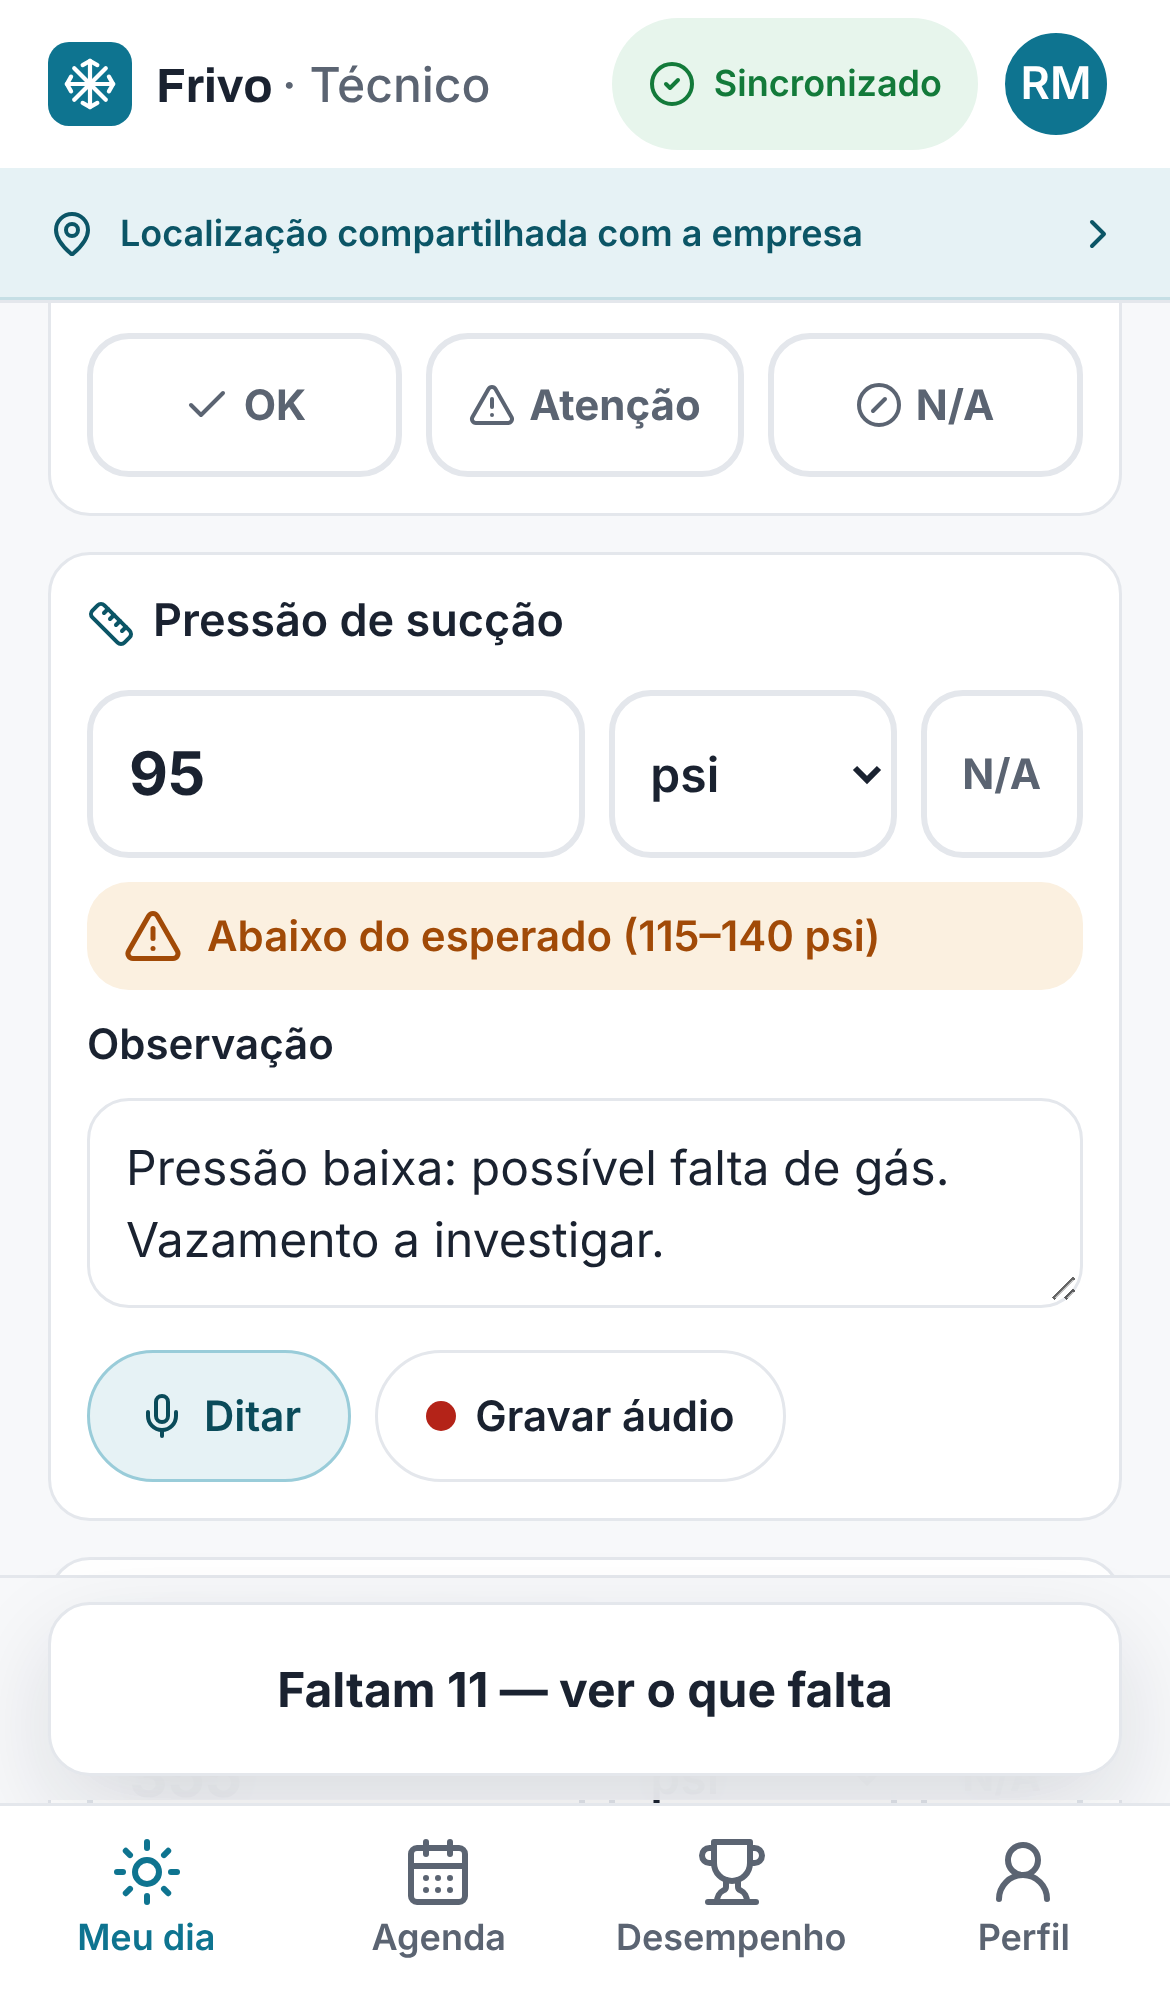 Frivo · Técnico
Sincronizado
RM
Localização compartilhada com a empresa
OK
Atenção
N/A
Pressão de sucção
95
psi
N/A
Abaixo do esperado (115–140 psi)
Observação
Pressão baixa: possível falta de gás.
Vazamento a investigar.
Ditar
Gravar áudio
Faltam 11 — ver o que falta
psi
N/A
Meu dia
Agenda
Desempenho
Perfil